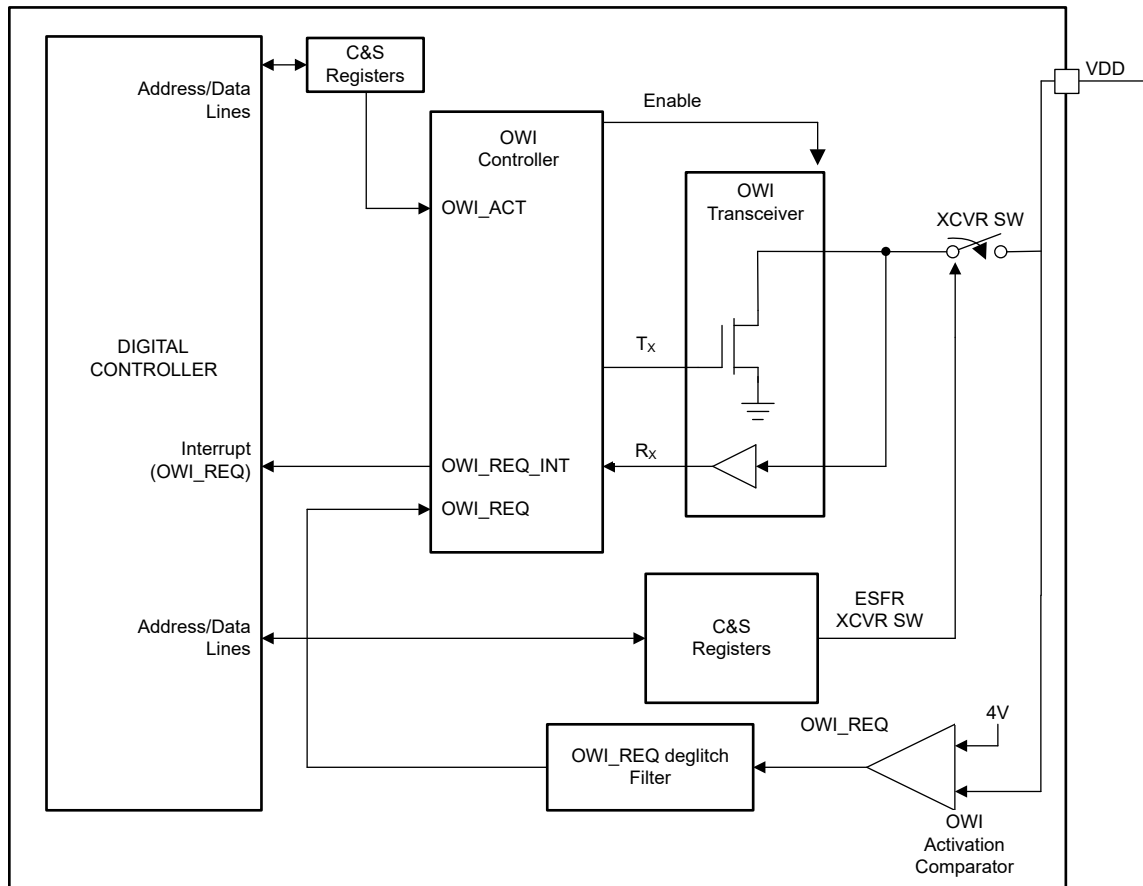 C&S
Registers
VDD
Address/Data
Lines
Enable
OWI
Controller
OWI
Transceiver
OWI_ACT
XCVR SW
DIGITAL
CONTROLLER
TX
Interrupt
(OWI_REQ)
OWI_REQ_INT
RX
OWI_REQ
Address/Data
Lines
C&S
Registers
ESFR
XCVR SW
OWI_REQ
4V
OWI_REQ deglitch
Filter
OWI
Activation
Comparator